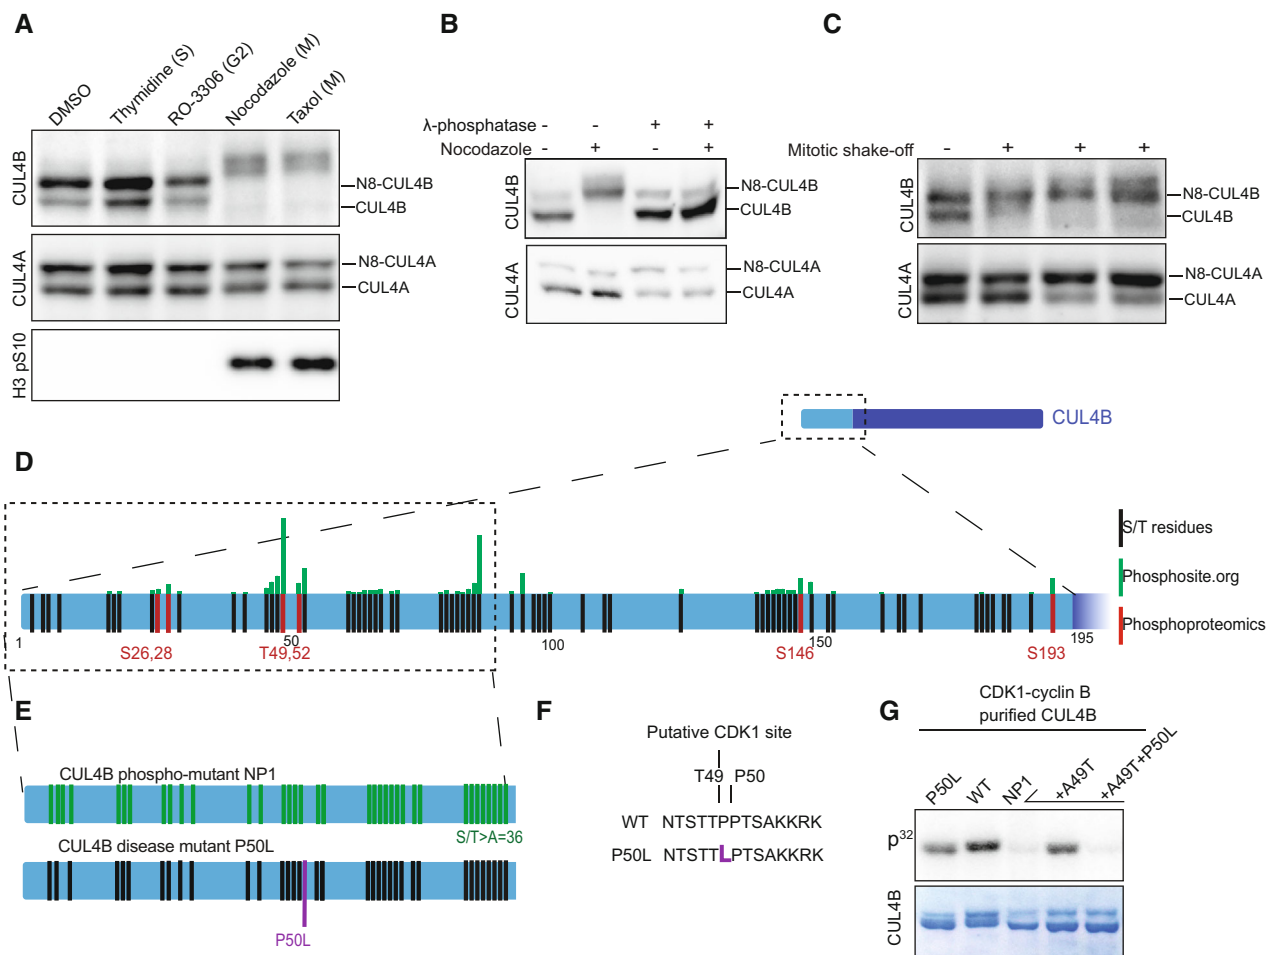 A
DMSO
Thymidine (S)
RO-3306 (G2)
Nocodazole (M)
Taxol (M)
CUL4B
N8-CUL4B
CUL4B
CUL4A
N8-CUL4A
CUL4A
H3 pS10
B
λ-phosphatase - - + +
Nocodazole - + - +
CUL4B
N8-CUL4B
CUL4B
CUL4A
N8-CUL4A
CUL4A
C
Mitotic shake-off - + + +
CUL4B
N8-CUL4B
CUL4B
CUL4A
N8-CUL4A
CUL4A
CUL4B
D
S/T residues
Phosphosite.org
Phosphoproteomics
1 50 100 150 195
S26,28 T49,52 S146 S193
E
CUL4B phospho-mutant NP1
S/T>A=36
CUL4B disease mutant P50L
P50L
F
Putative CDK1 site
T49 P50
WT NTSTTPPTSAKKRK
P50L NTSTTLPTSAKKRK
G
CDK1-cyclin B
purified CUL4B
P50L
WT
NP1
+A49T
+A49T+P50L
p32
CUL4B